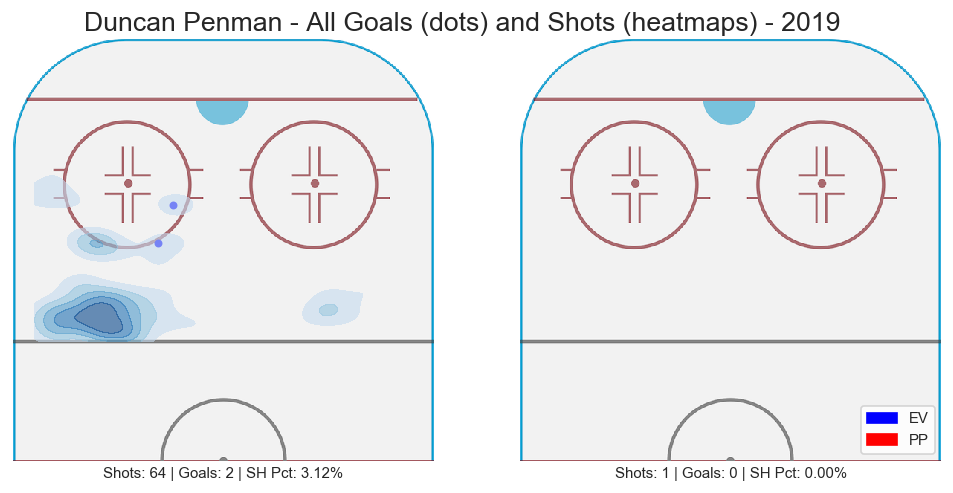 Duncan Penman - All Goals (dots) and Shots (heatmaps) - 2019
EV
PP
Shots: 64 | Goals: 2 | SH Pct: 3.12%
Shots: 1 | Goals: 0 | SH Pct: 0.00%